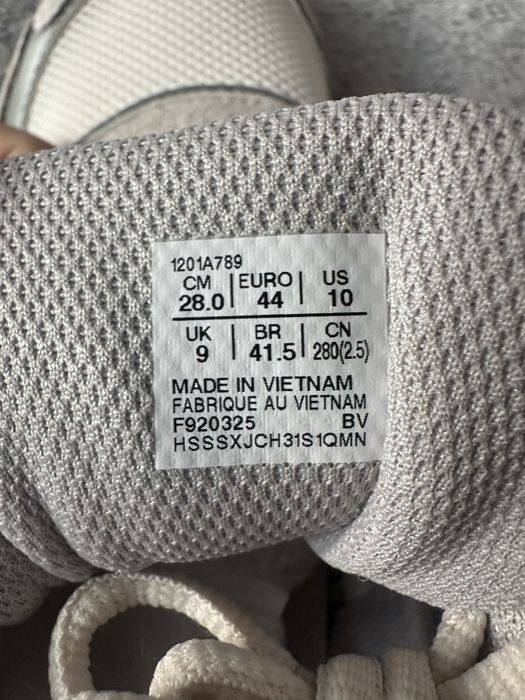 1201A789
CM | EURO | US
28.0 | 44 | 10
UK | BR | CN
9 | 41.5 | 280(2.5)
MADE IN VIETNAM
FABRIQUE AU VIETNAM
F920325 BV
HSSSXJCH31S1QMN